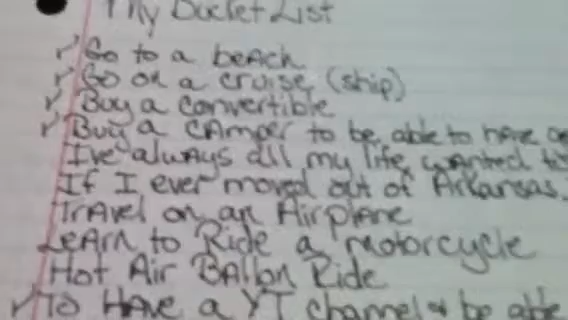 My Bucket List
✓ Go to a beach
✓ Go on a cruise (ship)
✓ Buy a convertible
✓ Buy a camper to be able to have
I've always all my life wanted to
If I ever moved out of Arkansas.
Travel on an Airplane
Learn to Ride a motorcycle
Hot Air Ballon Ride
✓ To Have a YT channel & be able